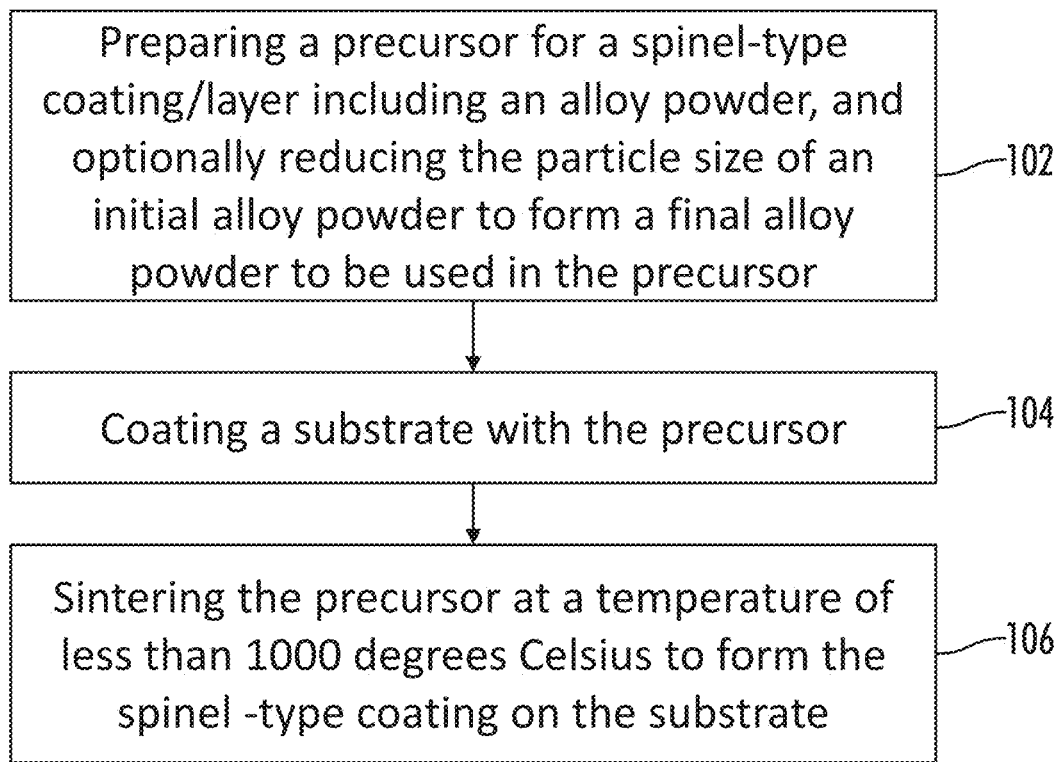 Preparing a precursor for a spinel-type
coating/layer including an alloy powder, and
optionally reducing the particle size of an
initial alloy powder to form a final alloy
powder to be used in the precursor
102
Coating a substrate with the precursor
104
Sintering the precursor at a temperature of
less than 1000 degrees Celsius to form the
spinel -type coating on the substrate
106